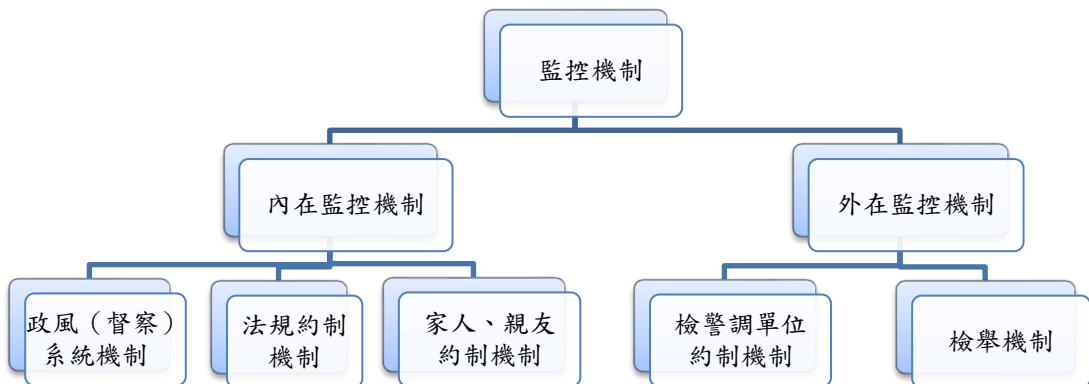 監控機制
內在監控機制
外在監控機制
政風（督察）
系統機制
法規約制
機制
家人、親友
約制機制
檢警調單位
約制機制
檢舉機制